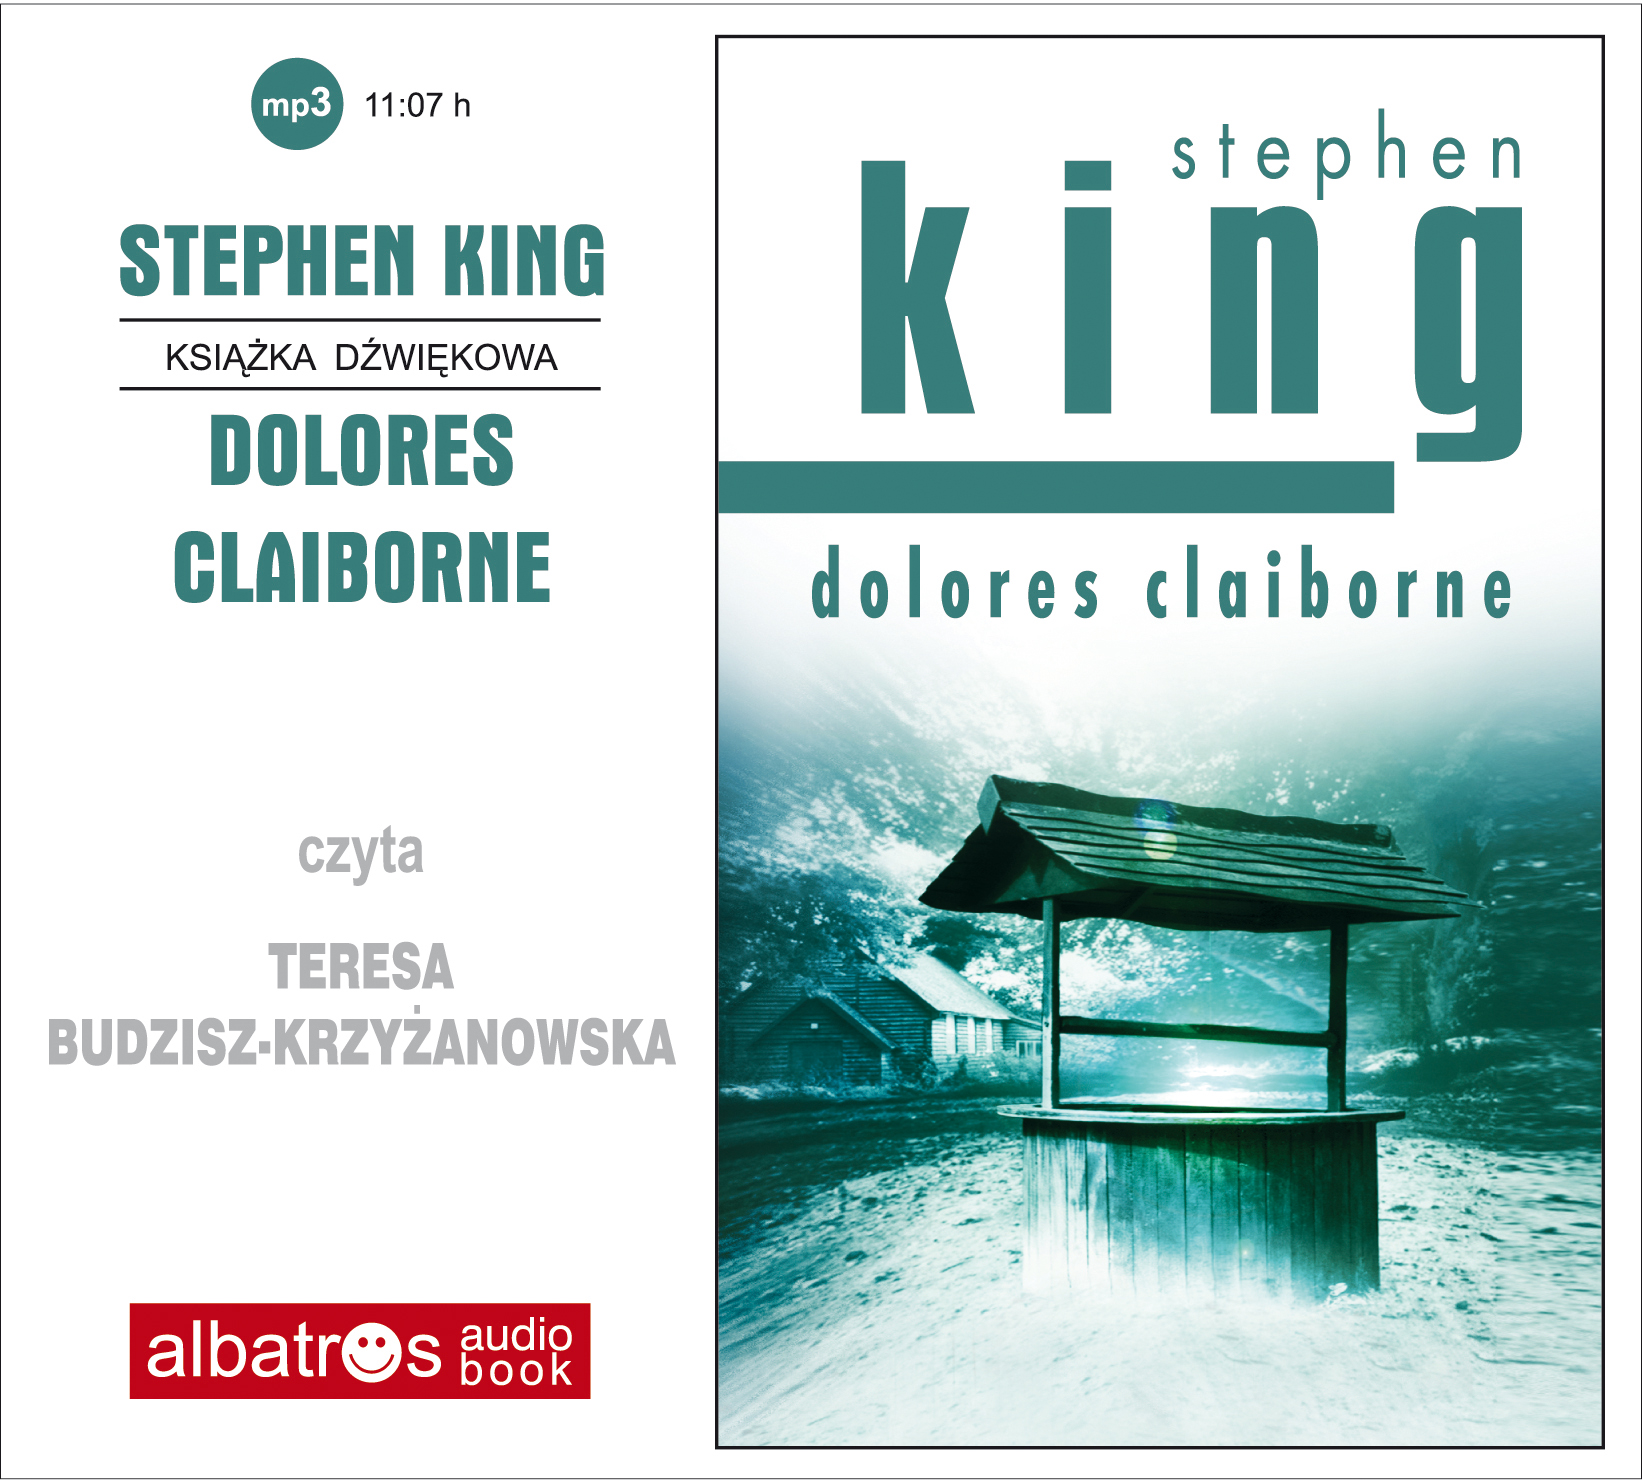 mp3 11:07 h
STEPHEN KING
KSIĄŻKA DŹWIĘKOWA
DOLORES
CLAIBORNE
czyta
TERESA
BUDZISZ-KRZYŻANOWSKA
albatros audio
book
stephen
king
dolores claiborne